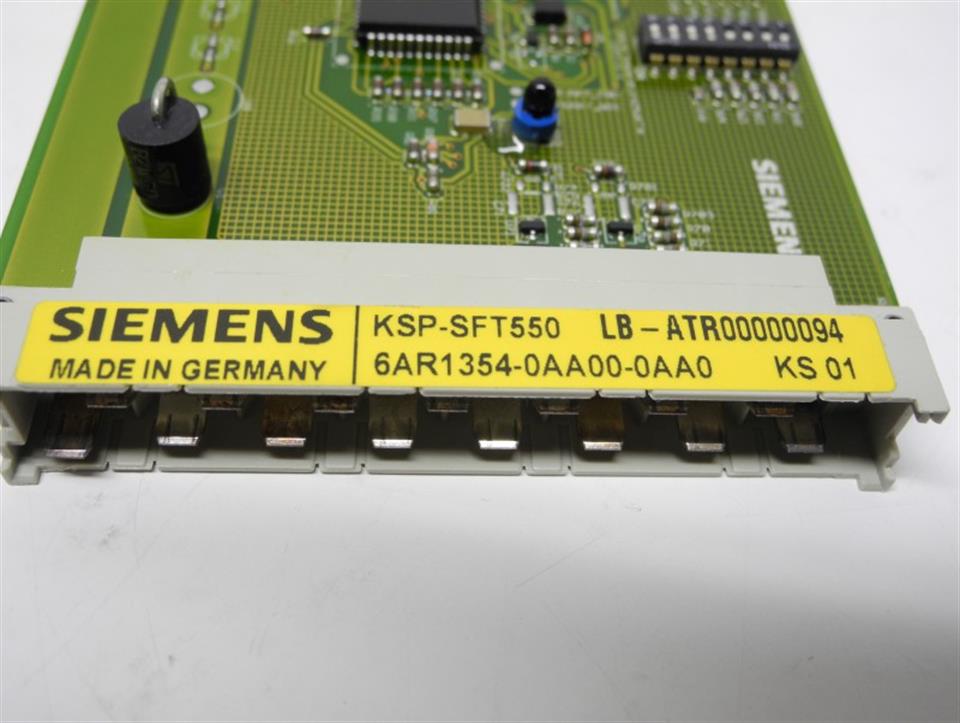 SIEMENS
SIEMENS
MADE IN GERMANY
KSP-SFT550 LB-ATR00000094
6AR1354-0AA00-0AA0 KS 01